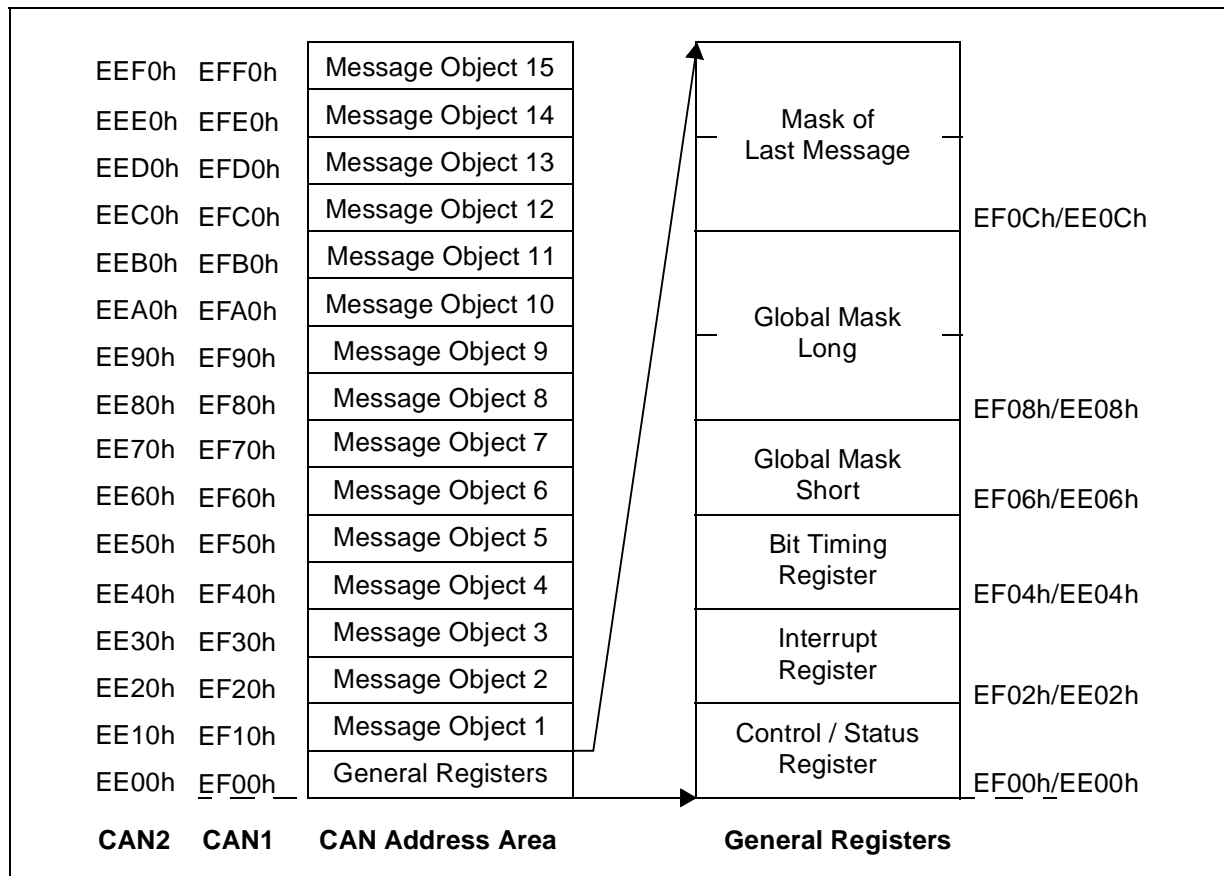 EEF0h EFF0h Message Object 15
EEE0h EFE0h Message Object 14
EED0h EFD0h Message Object 13
EEC0h EFC0h Message Object 12
EEB0h EFB0h Message Object 11
EEA0h EFA0h Message Object 10
EE90h EF90h Message Object 9
EE80h EF80h Message Object 8
EE70h EF70h Message Object 7
EE60h EF60h Message Object 6
EE50h EF50h Message Object 5
EE40h EF40h Message Object 4
EE30h EF30h Message Object 3
EE20h EF20h Message Object 2
EE10h EF10h Message Object 1
EE00h EF00h General Registers
CAN2 CAN1 CAN Address Area
Mask of
Last Message
EF0Ch/EE0Ch
Global Mask
Long
EF08h/EE08h
Global Mask
Short
EF06h/EE06h
Bit Timing
Register
EF04h/EE04h
Interrupt
Register
EF02h/EE02h
Control / Status
Register
EF00h/EE00h
General Registers